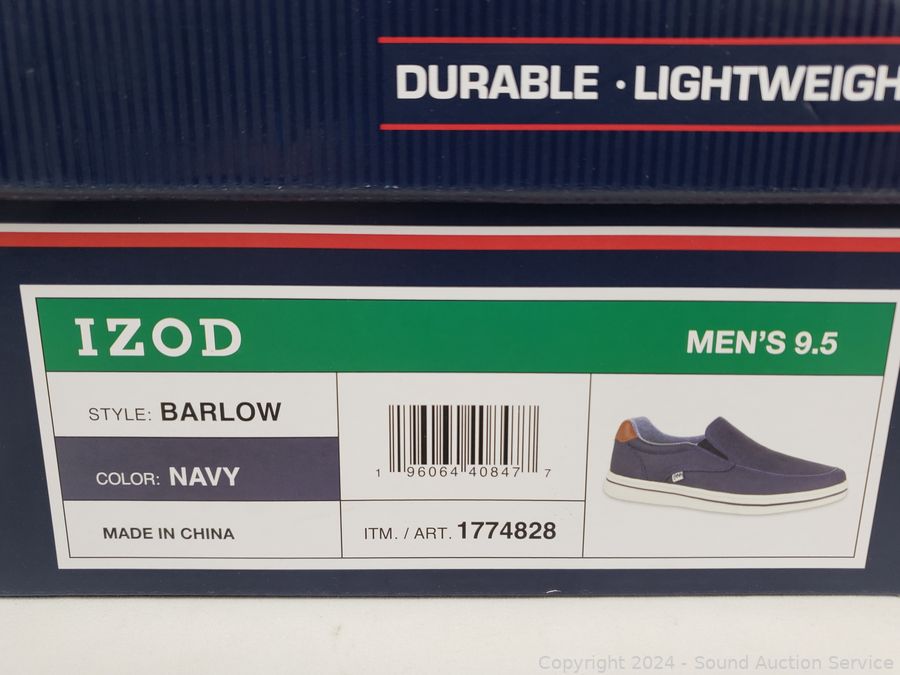 DURABLE · LIGHTWEIGH
IZOD
MEN'S 9.5
STYLE: BARLOW
COLOR: NAVY
MADE IN CHINA
1 96064 40847 7
ITM. / ART. 1774828
Copyright 2024 - Sound Auction Service